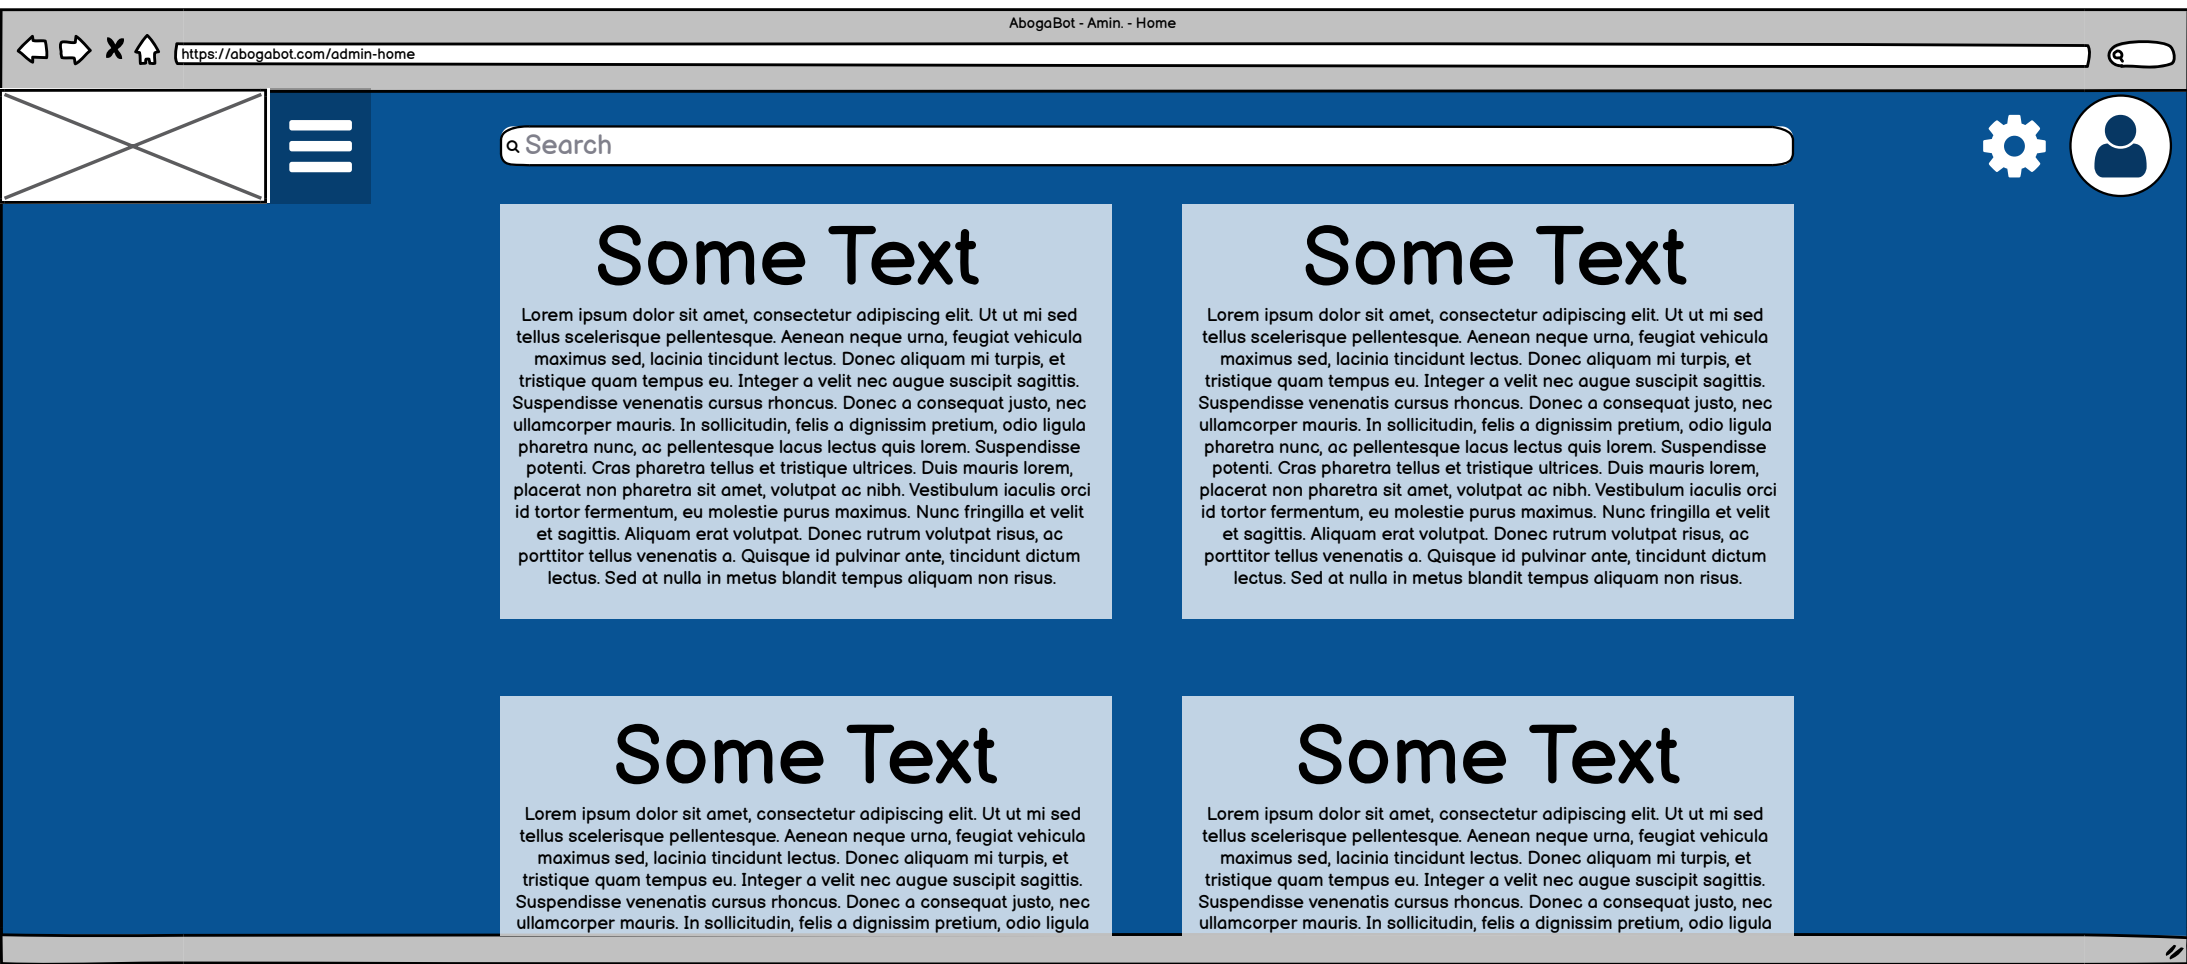 AbogaBot - Amin. - Home
https://abogabot.com/admin-home
Search
Some Text
Lorem ipsum dolor sit amet, consectetur adipiscing elit. Ut ut mi sed
tellus scelerisque pellentesque. Aenean neque urna, feugiat vehicula
maximus sed, lacinia tincidunt lectus. Donec aliquam mi turpis, et
tristique quam tempus eu. Integer a velit nec augue suscipit sagittis.
Suspendisse venenatis cursus rhoncus. Donec a consequat justo, nec
ullamcorper mauris. In sollicitudin, felis a dignissim pretium, odio ligula
pharetra nunc, ac pellentesque lacus lectus quis lorem. Suspendisse
potenti. Cras pharetra tellus et tristique ultrices. Duis mauris lorem,
placerat non pharetra sit amet, volutpat ac nibh. Vestibulum iaculis orci
id tortor fermentum, eu molestie purus maximus. Nunc fringilla et velit
et sagittis. Aliquam erat volutpat. Donec rutrum volutpat risus, ac
porttitor tellus venenatis a. Quisque id pulvinar ante, tincidunt dictum
lectus. Sed at nulla in metus blandit tempus aliquam non risus.
Some Text
Lorem ipsum dolor sit amet, consectetur adipiscing elit. Ut ut mi sed
tellus scelerisque pellentesque. Aenean neque urna, feugiat vehicula
maximus sed, lacinia tincidunt lectus. Donec aliquam mi turpis, et
tristique quam tempus eu. Integer a velit nec augue suscipit sagittis.
Suspendisse venenatis cursus rhoncus. Donec a consequat justo, nec
ullamcorper mauris. In sollicitudin, felis a dignissim pretium, odio ligula
pharetra nunc, ac pellentesque lacus lectus quis lorem. Suspendisse
potenti. Cras pharetra tellus et tristique ultrices. Duis mauris lorem,
placerat non pharetra sit amet, volutpat ac nibh. Vestibulum iaculis orci
id tortor fermentum, eu molestie purus maximus. Nunc fringilla et velit
et sagittis. Aliquam erat volutpat. Donec rutrum volutpat risus, ac
porttitor tellus venenatis a. Quisque id pulvinar ante, tincidunt dictum
lectus. Sed at nulla in metus blandit tempus aliquam non risus.
Some Text
Lorem ipsum dolor sit amet, consectetur adipiscing elit. Ut ut mi sed
tellus scelerisque pellentesque. Aenean neque urna, feugiat vehicula
maximus sed, lacinia tincidunt lectus. Donec aliquam mi turpis, et
tristique quam tempus eu. Integer a velit nec augue suscipit sagittis.
Suspendisse venenatis cursus rhoncus. Donec a consequat justo, nec
ullamcorper mauris. In sollicitudin, felis a dignissim pretium, odio ligula
Some Text
Lorem ipsum dolor sit amet, consectetur adipiscing elit. Ut ut mi sed
tellus scelerisque pellentesque. Aenean neque urna, feugiat vehicula
maximus sed, lacinia tincidunt lectus. Donec aliquam mi turpis, et
tristique quam tempus eu. Integer a velit nec augue suscipit sagittis.
Suspendisse venenatis cursus rhoncus. Donec a consequat justo, nec
ullamcorper mauris. In sollicitudin, felis a dignissim pretium, odio ligula